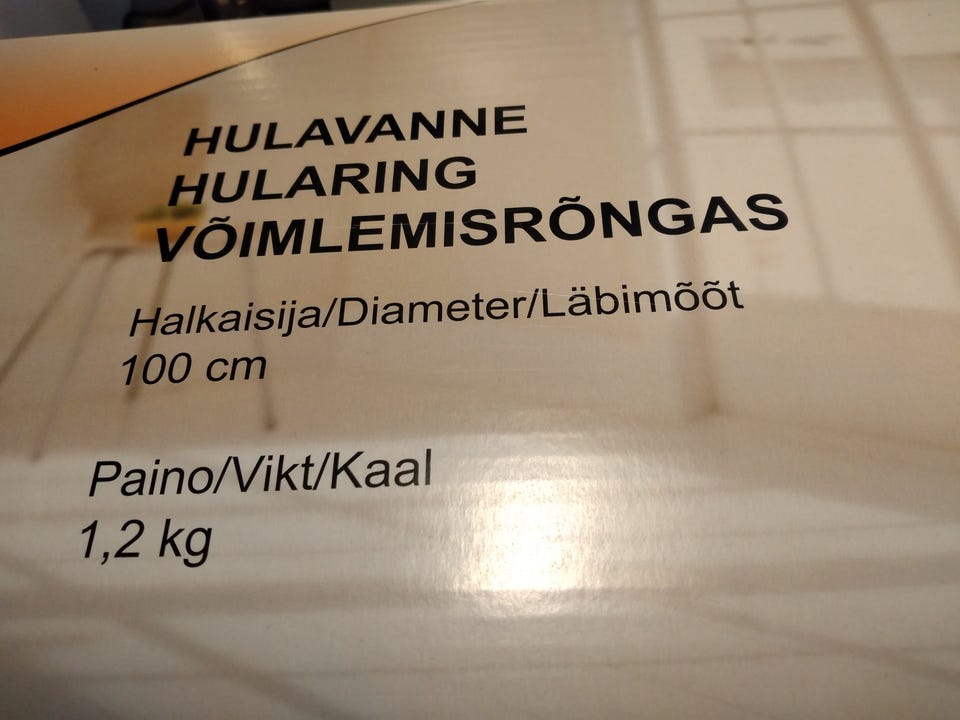 HULAVANNE
HULARING
VÕIMLEMISRÕNGAS
Halkaisija/Diameter/Läbimõõt
100 cm
Paino/Vikt/Kaal
1,2 kg